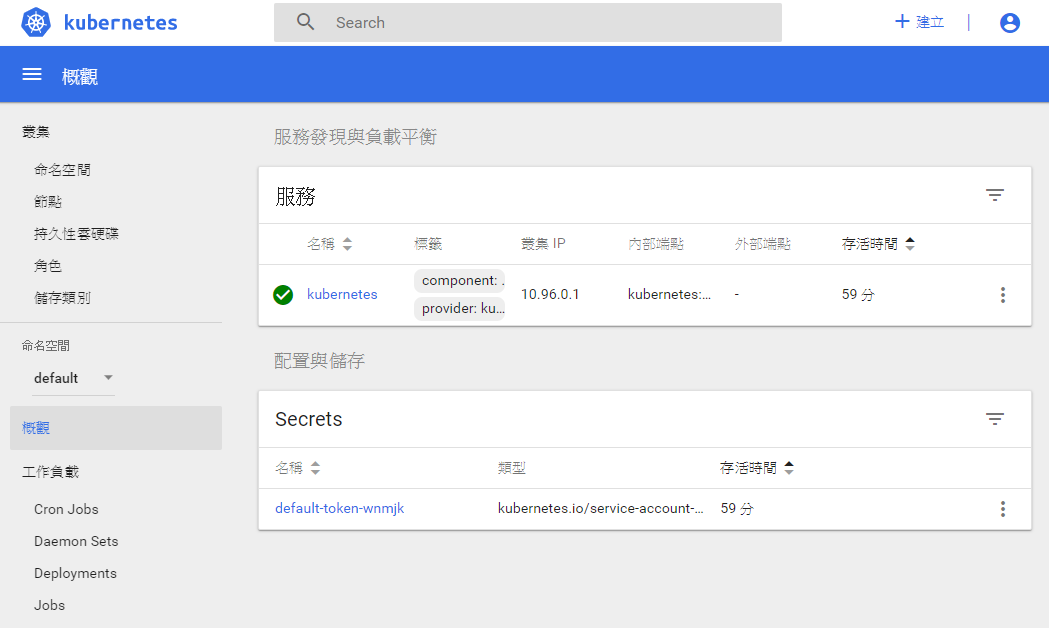 kubernetes
Search
建立
概觀
叢集
命名空間
節點
持久性雲硬碟
角色
儲存類別
命名空間
default
概觀
工作負載
Cron Jobs
Daemon Sets
Deployments
Jobs
服務發現與負載平衡
服務
名稱 標籤 叢集 IP 內部端點 外部端點 存活時間
kubernetes component: . 10.96.0.1 kubernetes:... - 59 分
provider: ku...
配置與儲存
Secrets
名稱 類型 存活時間
default-token-wnmjk kubernetes.io/service-account-... 59 分